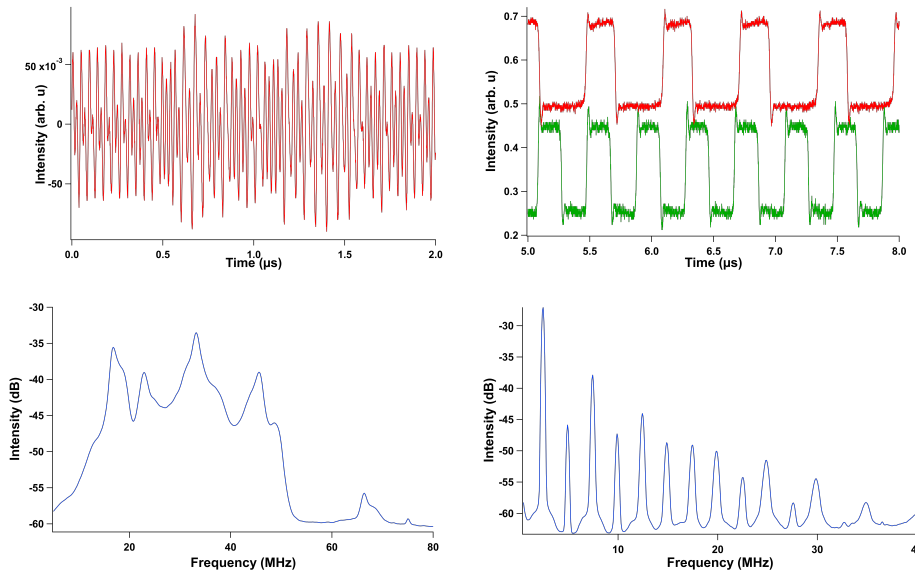 50 x10⁻³
0
-50
Intensity (arb. u)
0.0 0.5 1.0 1.5 2.0
Time (µs)
0.7
0.6
0.5
0.4
0.3
0.2
Intensity (arb. u)
5.0 5.5 6.0 6.5 7.0 7.5 8.0
Time (µs)
-30
-35
-40
-45
-50
-55
-60
Intensity (dB)
20 40 60 80
Frequency (MHz)
-30
-35
-40
-45
-50
-55
-60
Intensity (dB)
10 20 30 40
Frequency (MHz)